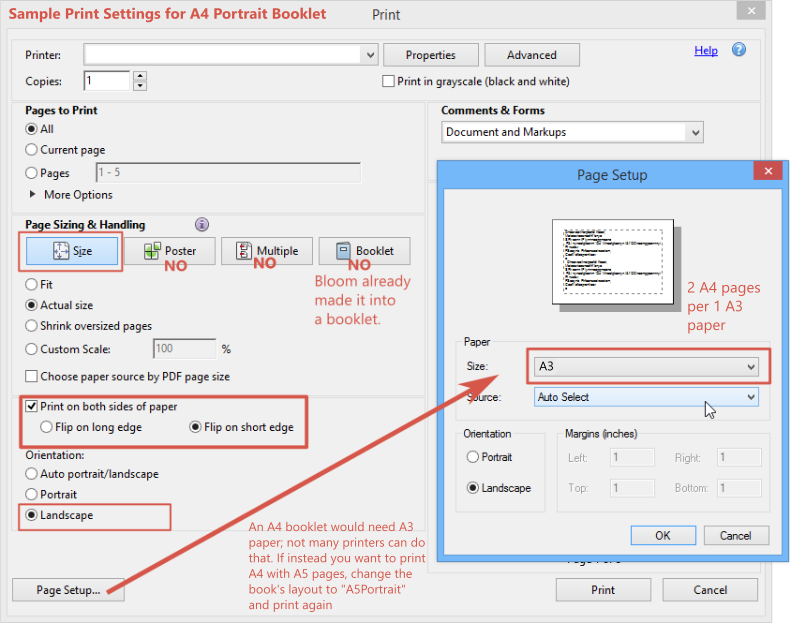 Sample Print Settings for A4 Portrait Booklet
Print
Printer:
Properties
Advanced
Help
Copies:
1
Print in grayscale (black and white)
Pages to Print
All
Current page
Pages
1 - 5
More Options
Comments & Forms
Document and Markups
Page Sizing & Handling
Size
Poster
Multiple
Booklet
NO
NO
NO
Bloom already
made it into
a booklet.
Fit
Actual size
Shrink oversized pages
Custom Scale:
100
%
Choose paper source by PDF page size
Print on both sides of paper
Flip on long edge
Flip on short edge
Orientation:
Auto portrait/landscape
Portrait
Landscape
An A4 booklet would need A3
paper; not many printers can do
that. If instead you want to print
A4 with A5 pages, change the
book's layout to "A5Portrait"
and print again
Page Setup...
Page Setup
2 A4 pages
per 1 A3
paper
Paper
Size:
A3
Source:
Auto Select
Orientation
Portrait
Landscape
Margins (inches)
Left:
1
Right:
1
Top:
1
Bottom:
1
OK
Cancel
Print
Cancel